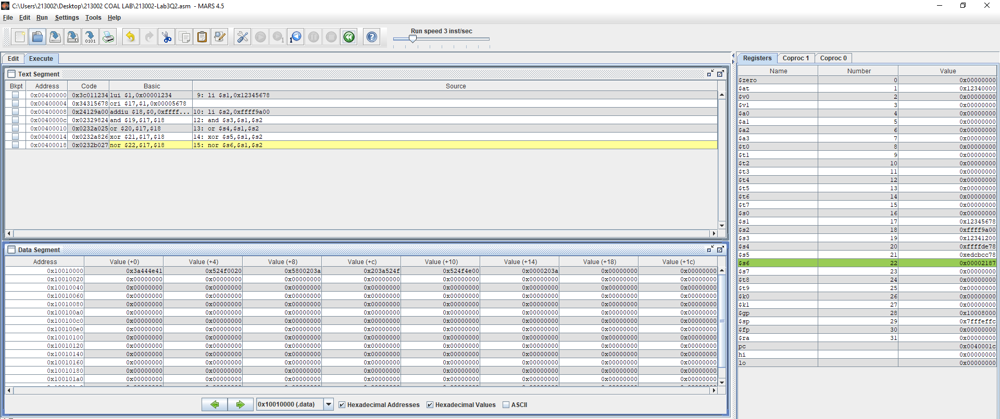 C:\Users\213002\Desktop\213002 COAL LAB\213002-Lab3Q2.asm - MARS 4.5
File Edit Run Settings Tools Help
Run speed 3 inst/sec
Edit Execute
Text Segment
Bkpt Address Code Basic Source
0x00400000 0x3c011234 lui $1,0x00001234 9: li $s1,0x12345678
0x00400004 0x34315678 ori $17,$1,0x00005678
0x00400008 0x24129a00 addiu $18,$0,0xffff... 10: li $s2,0xffff9a00
0x0040000c 0x02329824 and $19,$17,$18 12: and $s3,$s1,$s2
0x00400010 0x0232a025 or $20,$17,$18 13: or $s4,$s1,$s2
0x00400014 0x0232a826 xor $21,$17,$18 14: xor $s5,$s1,$s2
0x00400018 0x0232b027 nor $22,$17,$18 15: nor $s6,$s1,$s2
Data Segment
Address Value (+0) Value (+4) Value (+8) Value (+c) Value (+10) Value (+14) Value (+18) Value (+1c)
0x10010000 0x3a444e41 0x524f0020 0x5800203a 0x203a524f 0x524f4e00 0x0000203a 0x00000000 0x00000000
0x10010020 0x00000000 0x00000000 0x00000000 0x00000000 0x00000000 0x00000000 0x00000000 0x00000000
0x10010040 0x00000000 0x00000000 0x00000000 0x00000000 0x00000000 0x00000000 0x00000000 0x00000000
0x10010060 0x00000000 0x00000000 0x00000000 0x00000000 0x00000000 0x00000000 0x00000000 0x00000000
0x10010080 0x00000000 0x00000000 0x00000000 0x00000000 0x00000000 0x00000000 0x00000000 0x00000000
0x100100a0 0x00000000 0x00000000 0x00000000 0x00000000 0x00000000 0x00000000 0x00000000 0x00000000
0x100100c0 0x00000000 0x00000000 0x00000000 0x00000000 0x00000000 0x00000000 0x00000000 0x00000000
0x100100e0 0x00000000 0x00000000 0x00000000 0x00000000 0x00000000 0x00000000 0x00000000 0x00000000
0x10010100 0x00000000 0x00000000 0x00000000 0x00000000 0x00000000 0x00000000 0x00000000 0x00000000
0x10010120 0x00000000 0x00000000 0x00000000 0x00000000 0x00000000 0x00000000 0x00000000 0x00000000
0x10010140 0x00000000 0x00000000 0x00000000 0x00000000 0x00000000 0x00000000 0x00000000 0x00000000
0x10010160 0x00000000 0x00000000 0x00000000 0x00000000 0x00000000 0x00000000 0x00000000 0x00000000
0x10010180 0x00000000 0x00000000 0x00000000 0x00000000 0x00000000 0x00000000 0x00000000 0x00000000
0x100101a0 0x00000000 0x00000000 0x00000000 0x00000000 0x00000000 0x00000000 0x00000000 0x00000000
0x10010000 (.data) Hexadecimal Addresses Hexadecimal Values ASCII
Registers Coproc 1 Coproc 0
Name Number Value
$zero 0 0x00000000
$at 1 0x12340000
$v0 2 0x00000000
$v1 3 0x00000000
$a0 4 0x00000000
$a1 5 0x00000000
$a2 6 0x00000000
$a3 7 0x00000000
$t0 8 0x00000000
$t1 9 0x00000000
$t2 10 0x00000000
$t3 11 0x00000000
$t4 12 0x00000000
$t5 13 0x00000000
$t6 14 0x00000000
$t7 15 0x00000000
$s0 16 0x00000000
$s1 17 0x12345678
$s2 18 0xffff9a00
$s3 19 0x12341200
$s4 20 0xffffde78
$s5 21 0xedcbcc78
$s6 22 0x00002187
$s7 23 0x00000000
$t8 24 0x00000000
$t9 25 0x00000000
$k0 26 0x00000000
$k1 27 0x00000000
$gp 28 0x10008000
$sp 29 0x7fffeffc
$fp 30 0x00000000
$ra 31 0x00000000
pc 0x0040001c
hi 0x00000000
lo 0x00000000